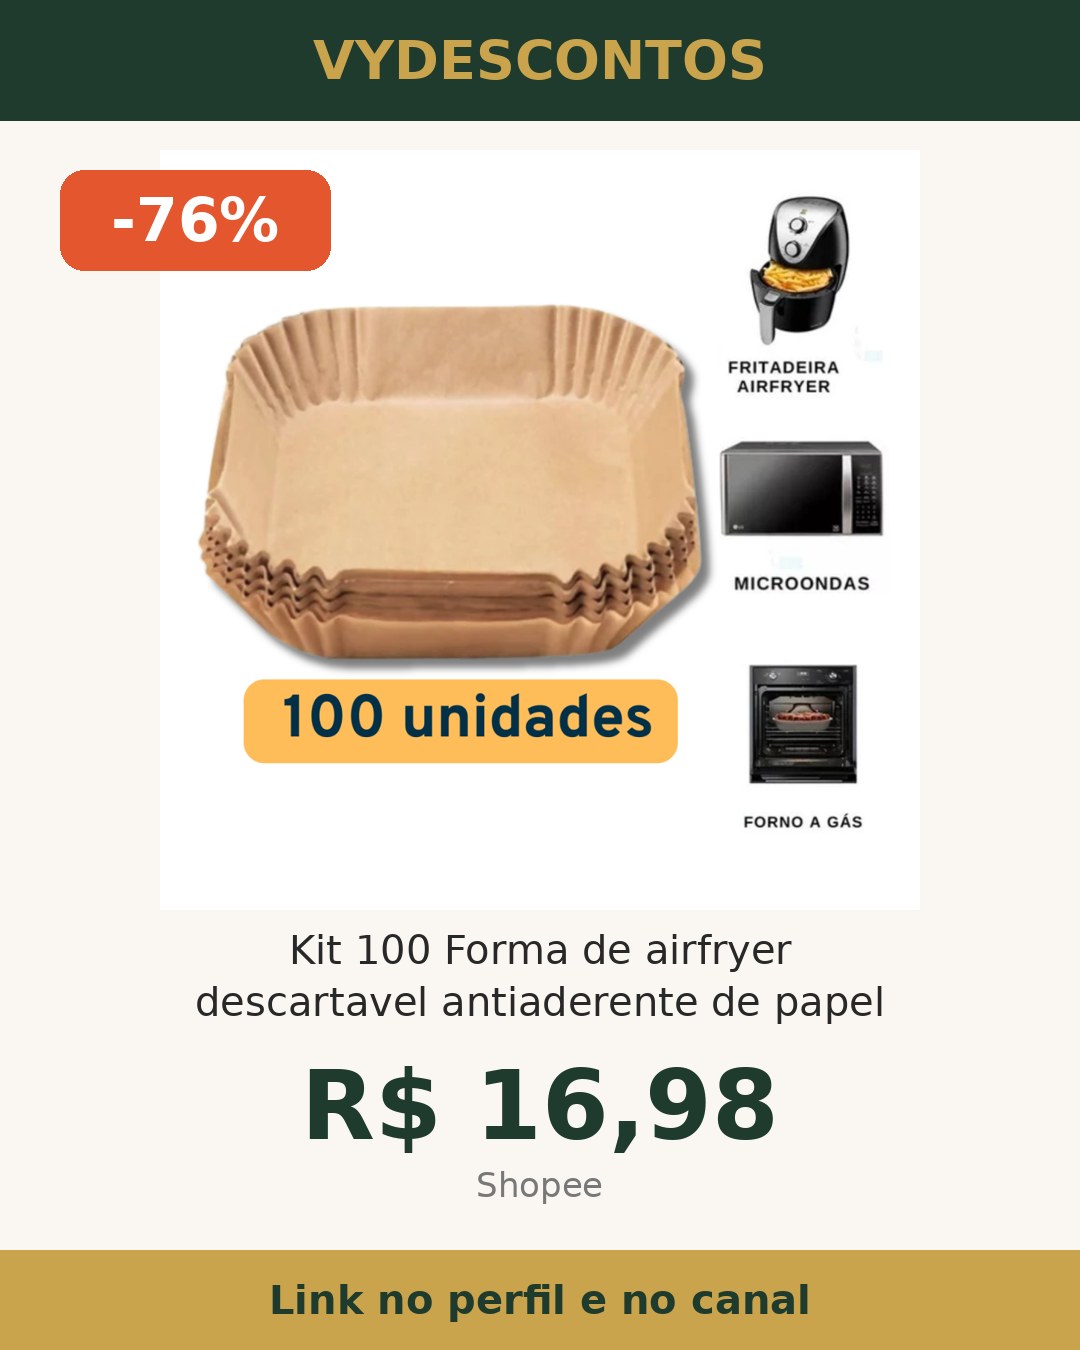 VYDESCONTOS
-76%
FRITADEIRA
AIRFRYER
MICROONDAS
100 unidades
FORNO A GÁS
Kit 100 Forma de airfryer
descartavel antiaderente de papel
R$ 16,98
Shopee
Link no perfil e no canal